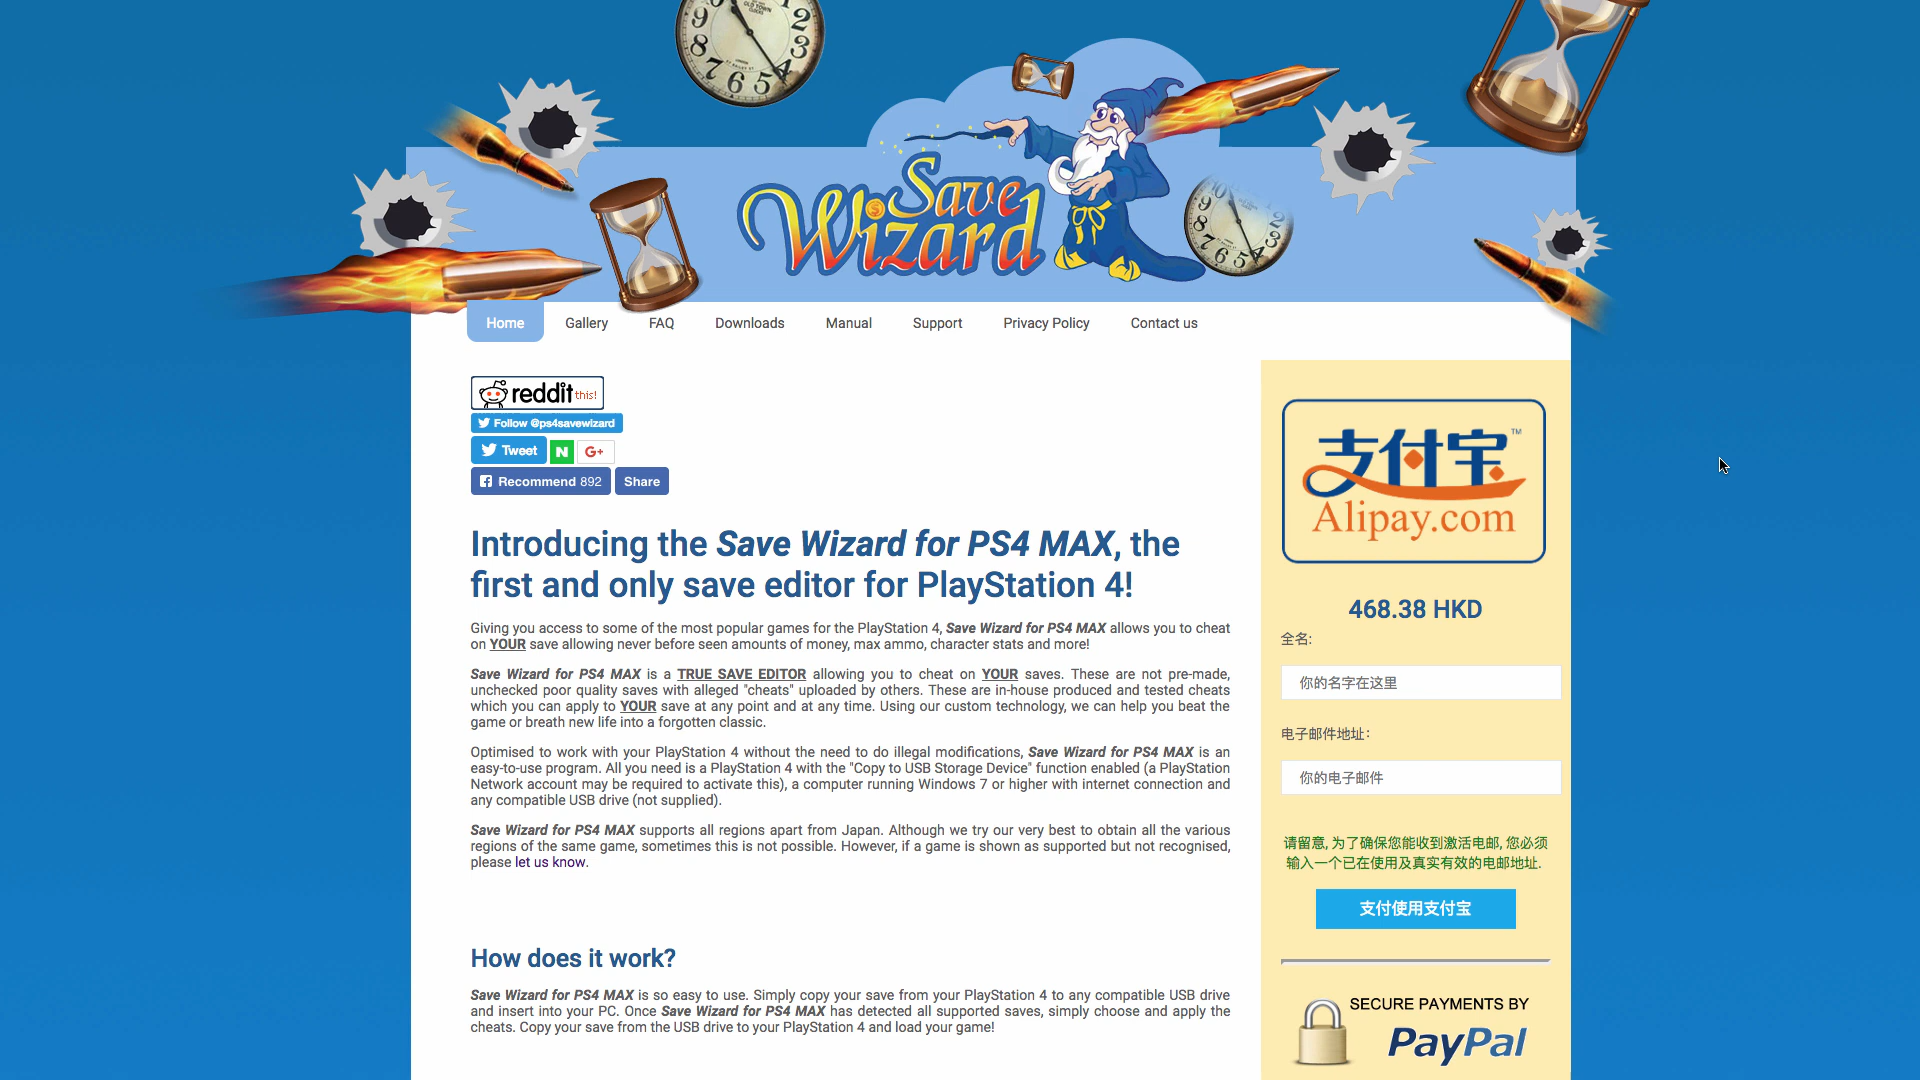 Save
Wizard
Home
Gallery
FAQ
Downloads
Manual
Support
Privacy Policy
Contact us
reddit this!
Follow @ps4savewizard
Tweet
N
G+
Recommend 892
Share
Introducing the Save Wizard for PS4 MAX, the
first and only save editor for PlayStation 4!
Giving you access to some of the most popular games for the PlayStation 4, Save Wizard for PS4 MAX allows you to cheat
on YOUR save allowing never before seen amounts of money, max ammo, character stats and more!
Save Wizard for PS4 MAX is a TRUE SAVE EDITOR allowing you to cheat on YOUR saves. These are not pre-made,
unchecked poor quality saves with alleged "cheats" uploaded by others. These are in-house produced and tested cheats
which you can apply to YOUR save at any point and at any time. Using our custom technology, we can help you beat the
game or breath new life into a forgotten classic.
Optimised to work with your PlayStation 4 without the need to do illegal modifications, Save Wizard for PS4 MAX is an
easy-to-use program. All you need is a PlayStation 4 with the "Copy to USB Storage Device" function enabled (a PlayStation
Network account may be required to activate this), a computer running Windows 7 or higher with internet connection and
any compatible USB drive (not supplied).
Save Wizard for PS4 MAX supports all regions apart from Japan. Although we try our very best to obtain all the various
regions of the same game, sometimes this is not possible. However, if a game is shown as supported but not recognised,
please let us know.
How does it work?
Save Wizard for PS4 MAX is so easy to use. Simply copy your save from your PlayStation 4 to any compatible USB drive
and insert into your PC. Once Save Wizard for PS4 MAX has detected all supported saves, simply choose and apply the
cheats. Copy your save from the USB drive to your PlayStation 4 and load your game!
支付宝™
Alipay.com
468.38 HKD
全名:
你的名字在这里
电子邮件地址:
你的电子邮件
请留意, 为了确保您能收到激活电邮, 您必须
输入一个已在使用及真实有效的电邮地址.
支付使用支付宝
SECURE PAYMENTS BY
PayPal